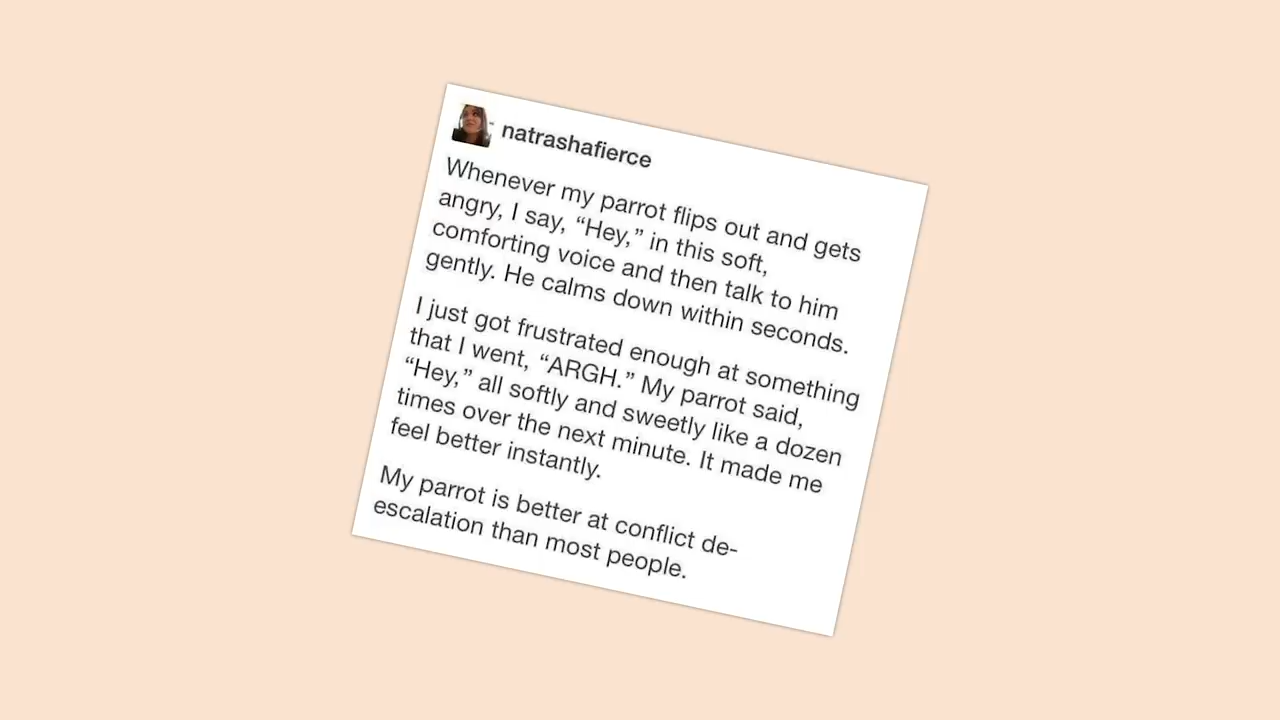 natrashafierce
Whenever my parrot flips out and gets
angry, I say, “Hey,” in this soft,
comforting voice and then talk to him
gently. He calms down within seconds.
I just got frustrated enough at something
that I went, “ARGH.” My parrot said,
“Hey,” all softly and sweetly like a dozen
times over the next minute. It made me
feel better instantly.
My parrot is better at conflict de-
escalation than most people.